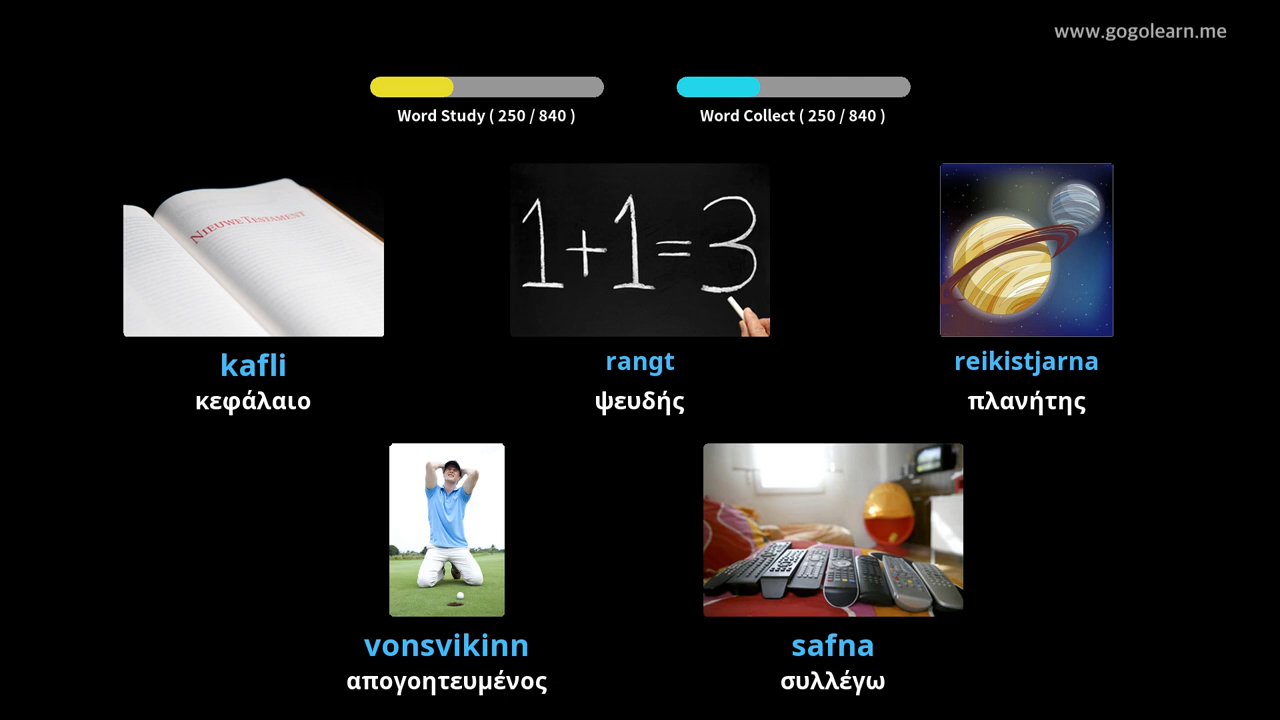 www.gogolearn.me
Word Study ( 250 / 840 )
Word Collect ( 250 / 840 )
NIEUWE TESTAMENT
1+1=3
kafli
κεφάλαιο
rangt
ψευδής
reikistjarna
πλανήτης
vonsvikinn
απογοητευμένος
safna
συλλέγω